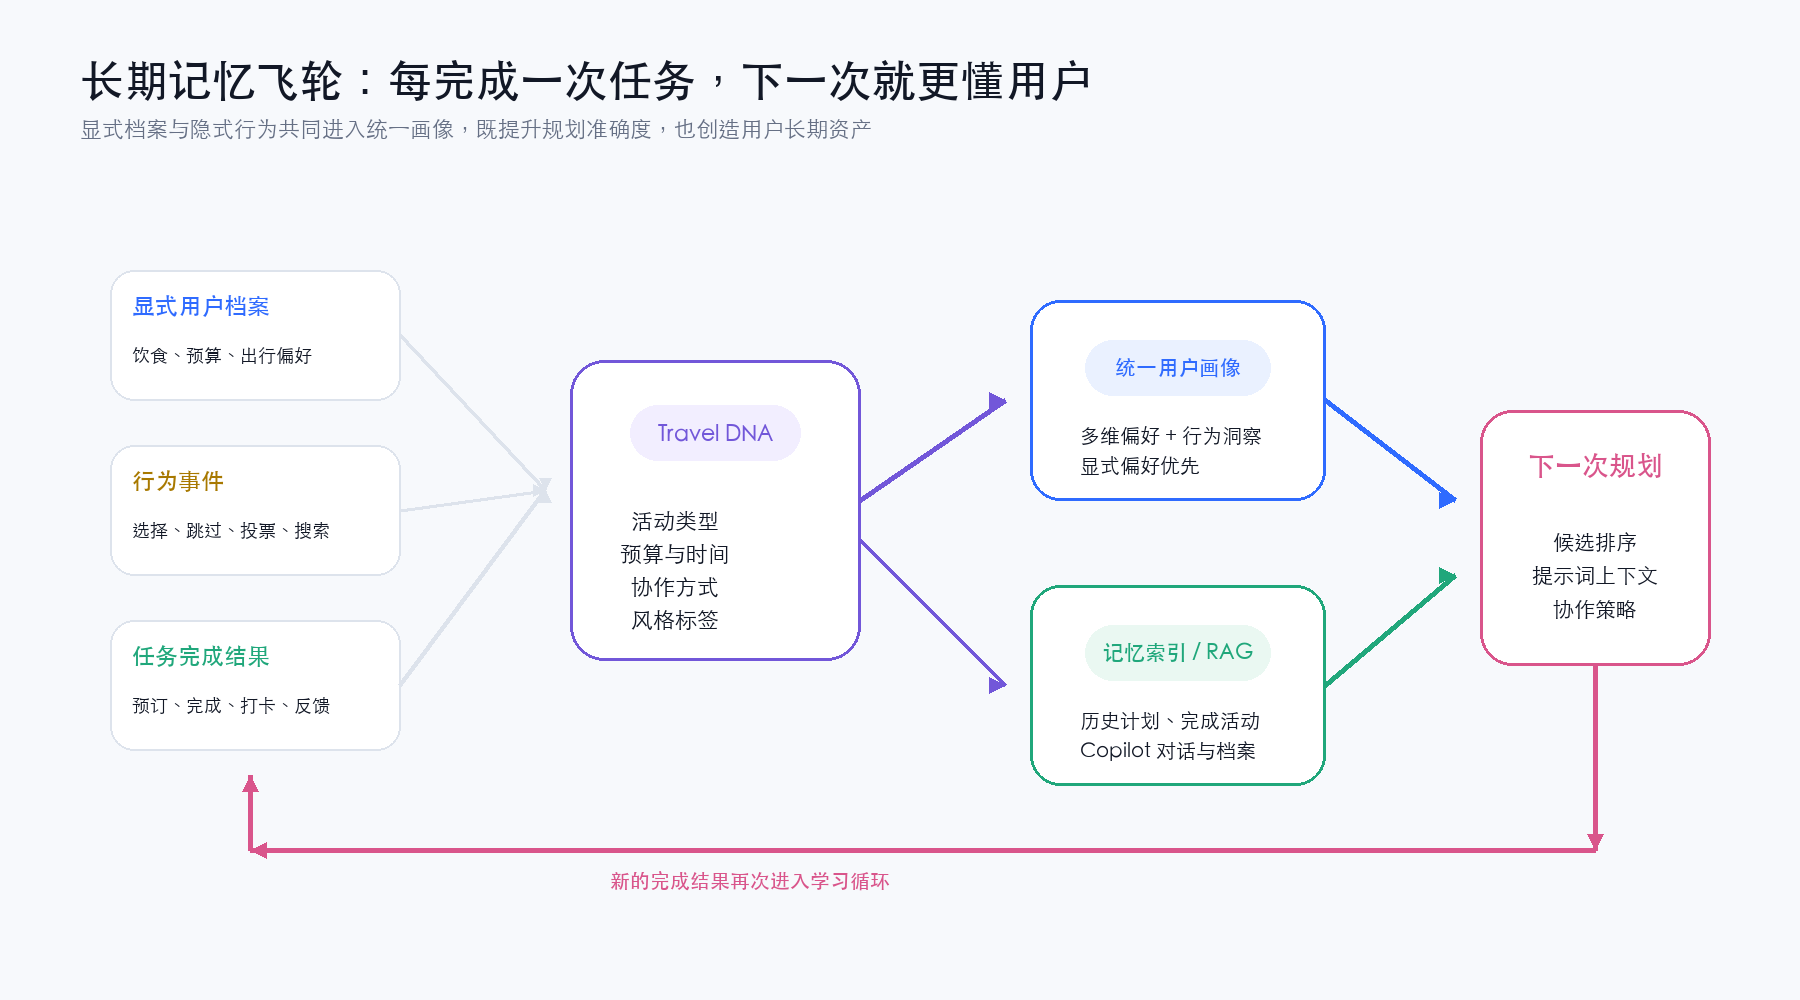 长期记忆飞轮：每完成一次任务，下一次就更懂用户
显式档案与隐式行为共同进入统一画像，既提升规划准确度，也创造用户长期资产
显式用户档案
饮食、预算、出行偏好
行为事件
选择、跳过、投票、搜索
任务完成结果
预订、完成、打卡、反馈
Travel DNA
活动类型
预算与时间
协作方式
风格标签
统一用户画像
多维偏好 + 行为洞察
显式偏好优先
记忆索引 / RAG
历史计划、完成活动
Copilot 对话与档案
下一次规划
候选排序
提示词上下文
协作策略
新的完成结果再次进入学习循环